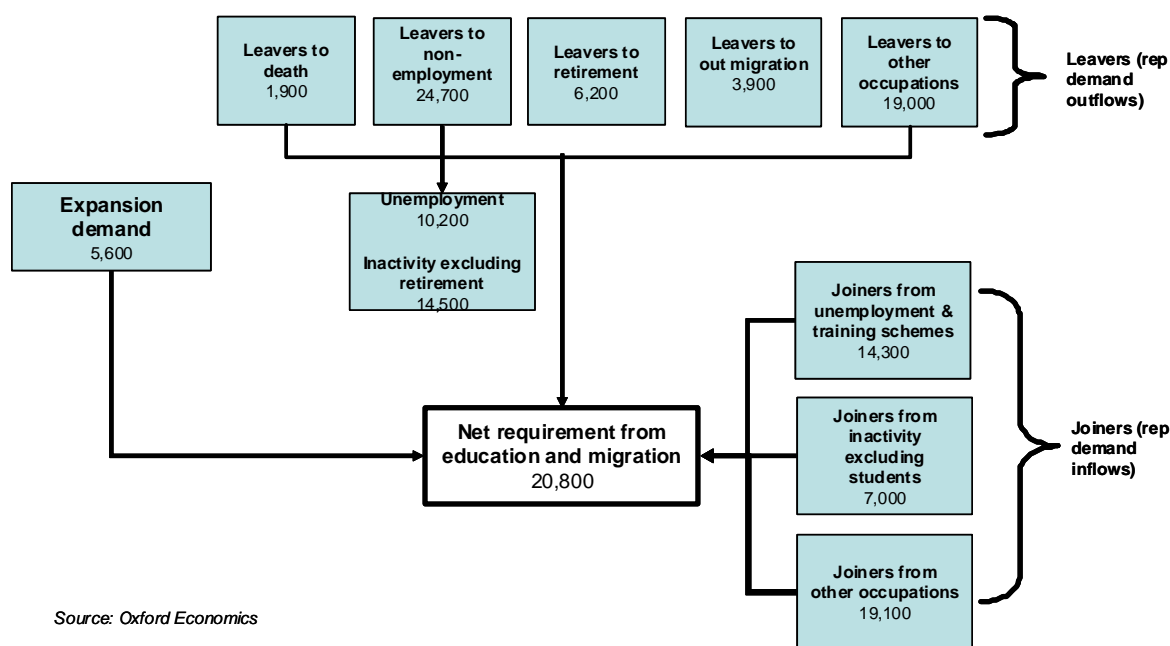 Leavers to
death
1,900
Leavers to
non-
employment
24,700
Leavers to
retirement
6,200
Leavers to
out migration
3,900
Leavers to
other
occupations
19,000
Leavers (rep
demand
outflows)
Expansion
demand
5,600
Unemployment
10,200
Inactivity excluding
retirement
14,500
Joiners from
unemployment &
training schemes
14,300
Net requirement from
education and migration
20,800
Joiners from
inactivity
excluding
students
7,000
Joiners (rep
demand
inflows)
Joiners from
other occupations
19,100
Source: Oxford Economics